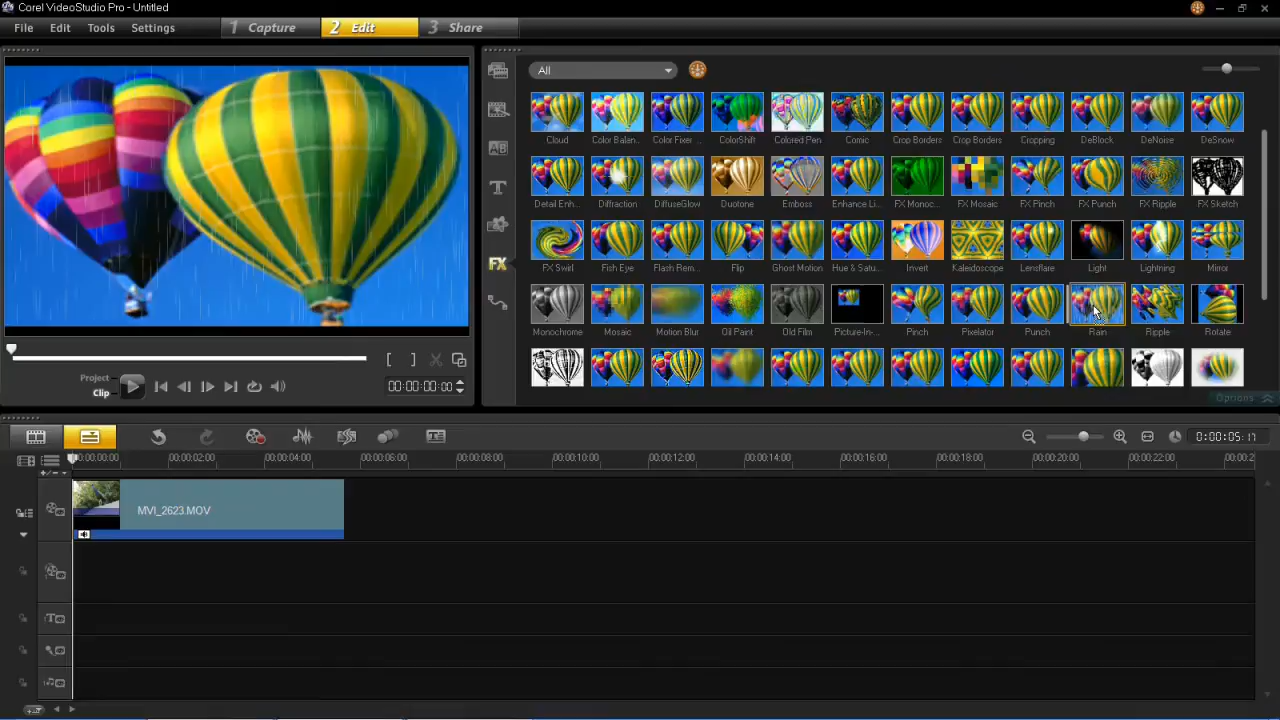 Corel VideoStudio Pro - Untitled
File Edit Tools Settings 1 Capture 2 Edit 3 Share
All
Cloud Color Balan... Color Fixer ... ColorShift Colored Pen Comic Crop Borders Crop Borders Cropping DeBlock DeNoise DeSnow
Detail Enh... Diffraction DiffuseGlow Duotone Emboss Enhance Li... FX Monoc... FX Mosaic FX Pinch FX Punch FX Ripple FX Sketch
FX Swirl Fish Eye Flash Rem... Flip Ghost Motion Hue & Satu... Invert Kaleidoscope Lensflare Light Lightning Mirror
Monochrome Mosaic Motion Blur Oil Paint Old Film Picture-In-... Pinch Pixelator Punch Rain Ripple Rotate
Project
Clip
00:00:00:00
Options
0:00:05:17
00:00:00:00 00:00:02:00 00:00:04:00 00:00:06:00 00:00:08:00 00:00:10:00 00:00:12:00 00:00:14:00 00:00:16:00 00:00:18:00 00:00:20:00 00:00:22:00 00:00:2
MVI_2623.MOV